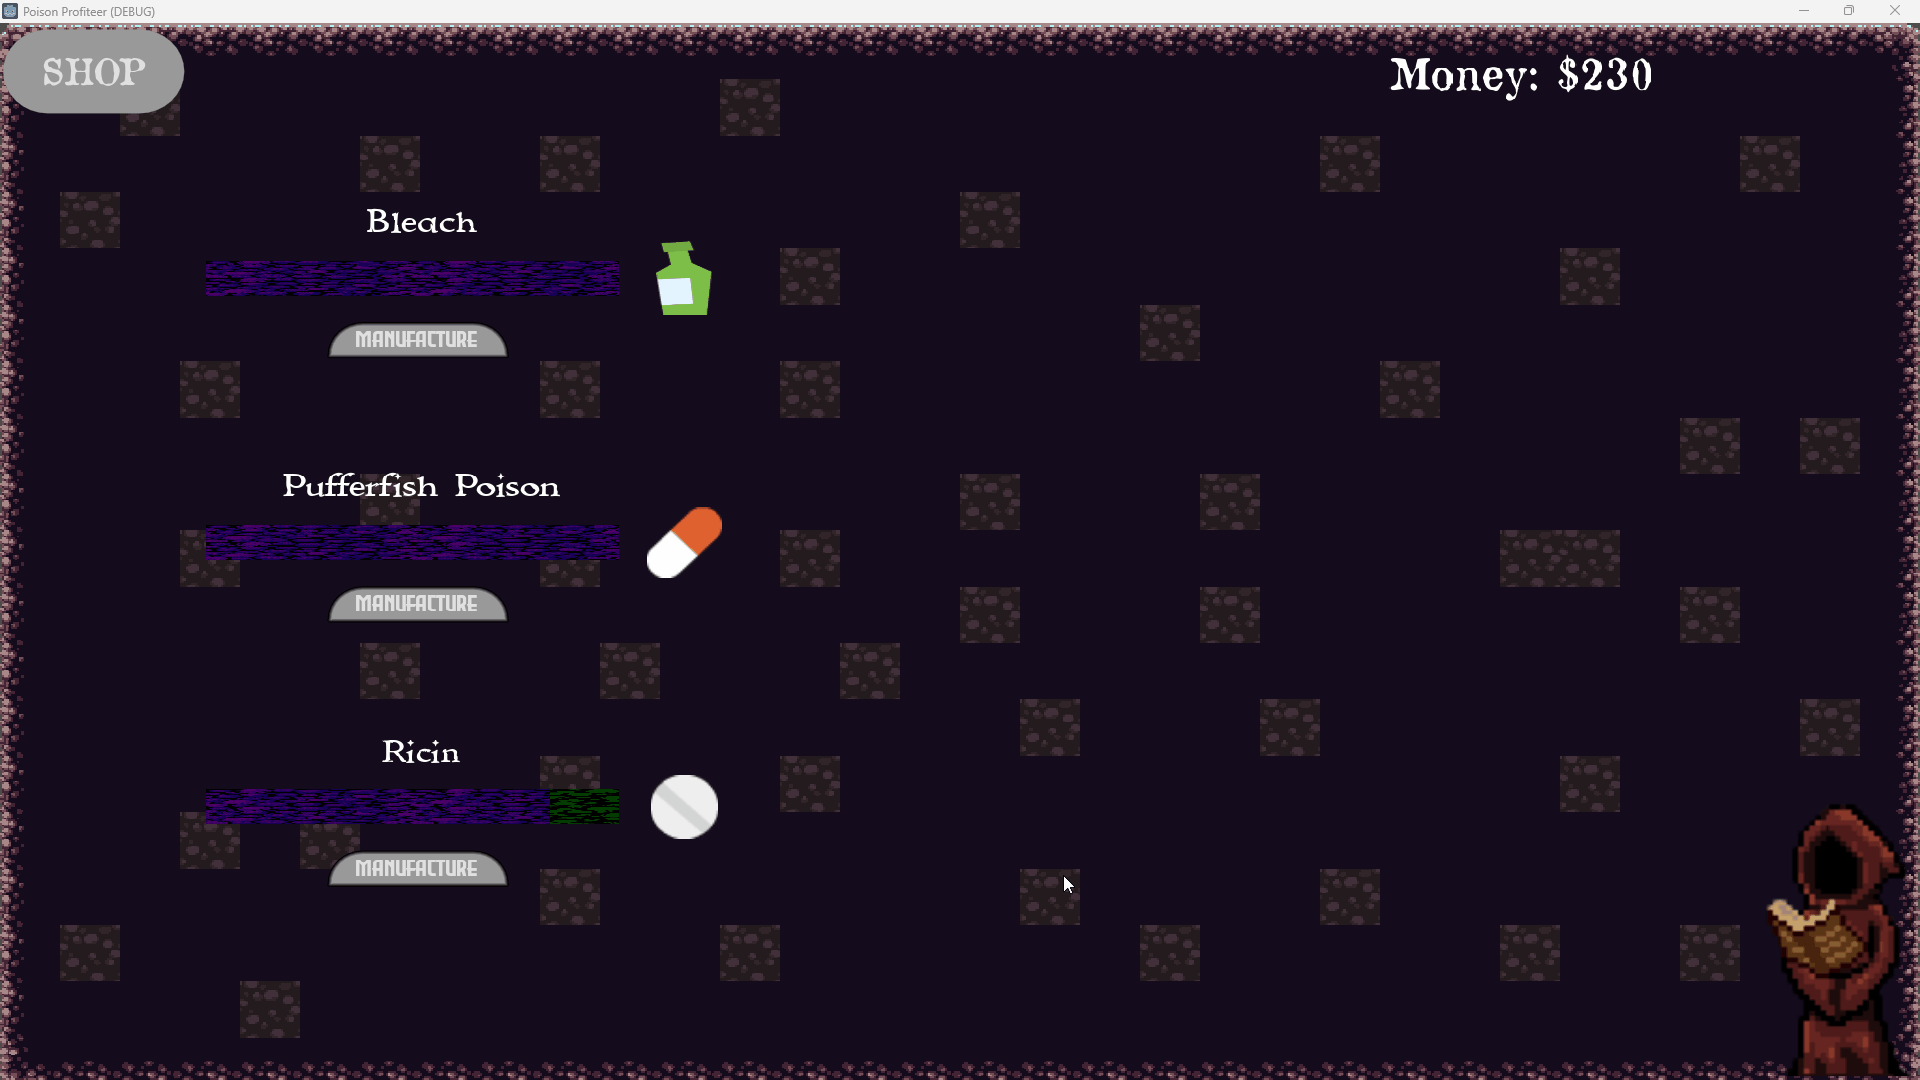 Poison Profiteer (DEBUG)
SHOP
Money: $230
Bleach
MANUFACTURE
Pufferfish Poison
MANUFACTURE
Ricin
MANUFACTURE